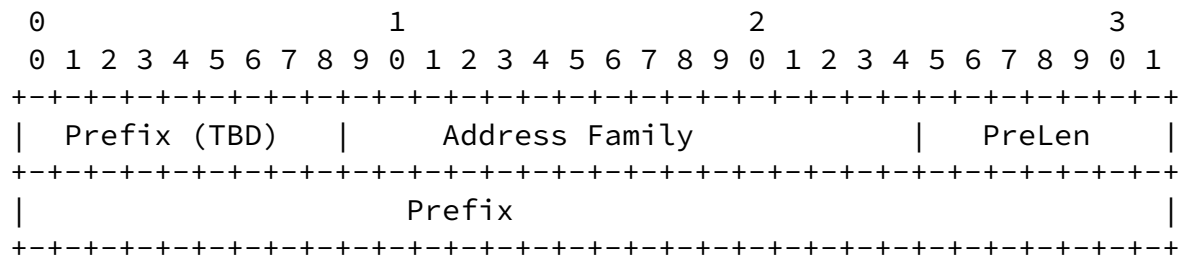 0                   1                   2                   3
 0 1 2 3 4 5 6 7 8 9 0 1 2 3 4 5 6 7 8 9 0 1 2 3 4 5 6 7 8 9 0 1
+-+-+-+-+-+-+-+-+-+-+-+-+-+-+-+-+-+-+-+-+-+-+-+-+-+-+-+-+-+-+-+-+
|  Prefix (TBD)   |     Address Family            |   PreLen    |
+-+-+-+-+-+-+-+-+-+-+-+-+-+-+-+-+-+-+-+-+-+-+-+-+-+-+-+-+-+-+-+-+
|                     Prefix                                    |
+-+-+-+-+-+-+-+-+-+-+-+-+-+-+-+-+-+-+-+-+-+-+-+-+-+-+-+-+-+-+-+-+